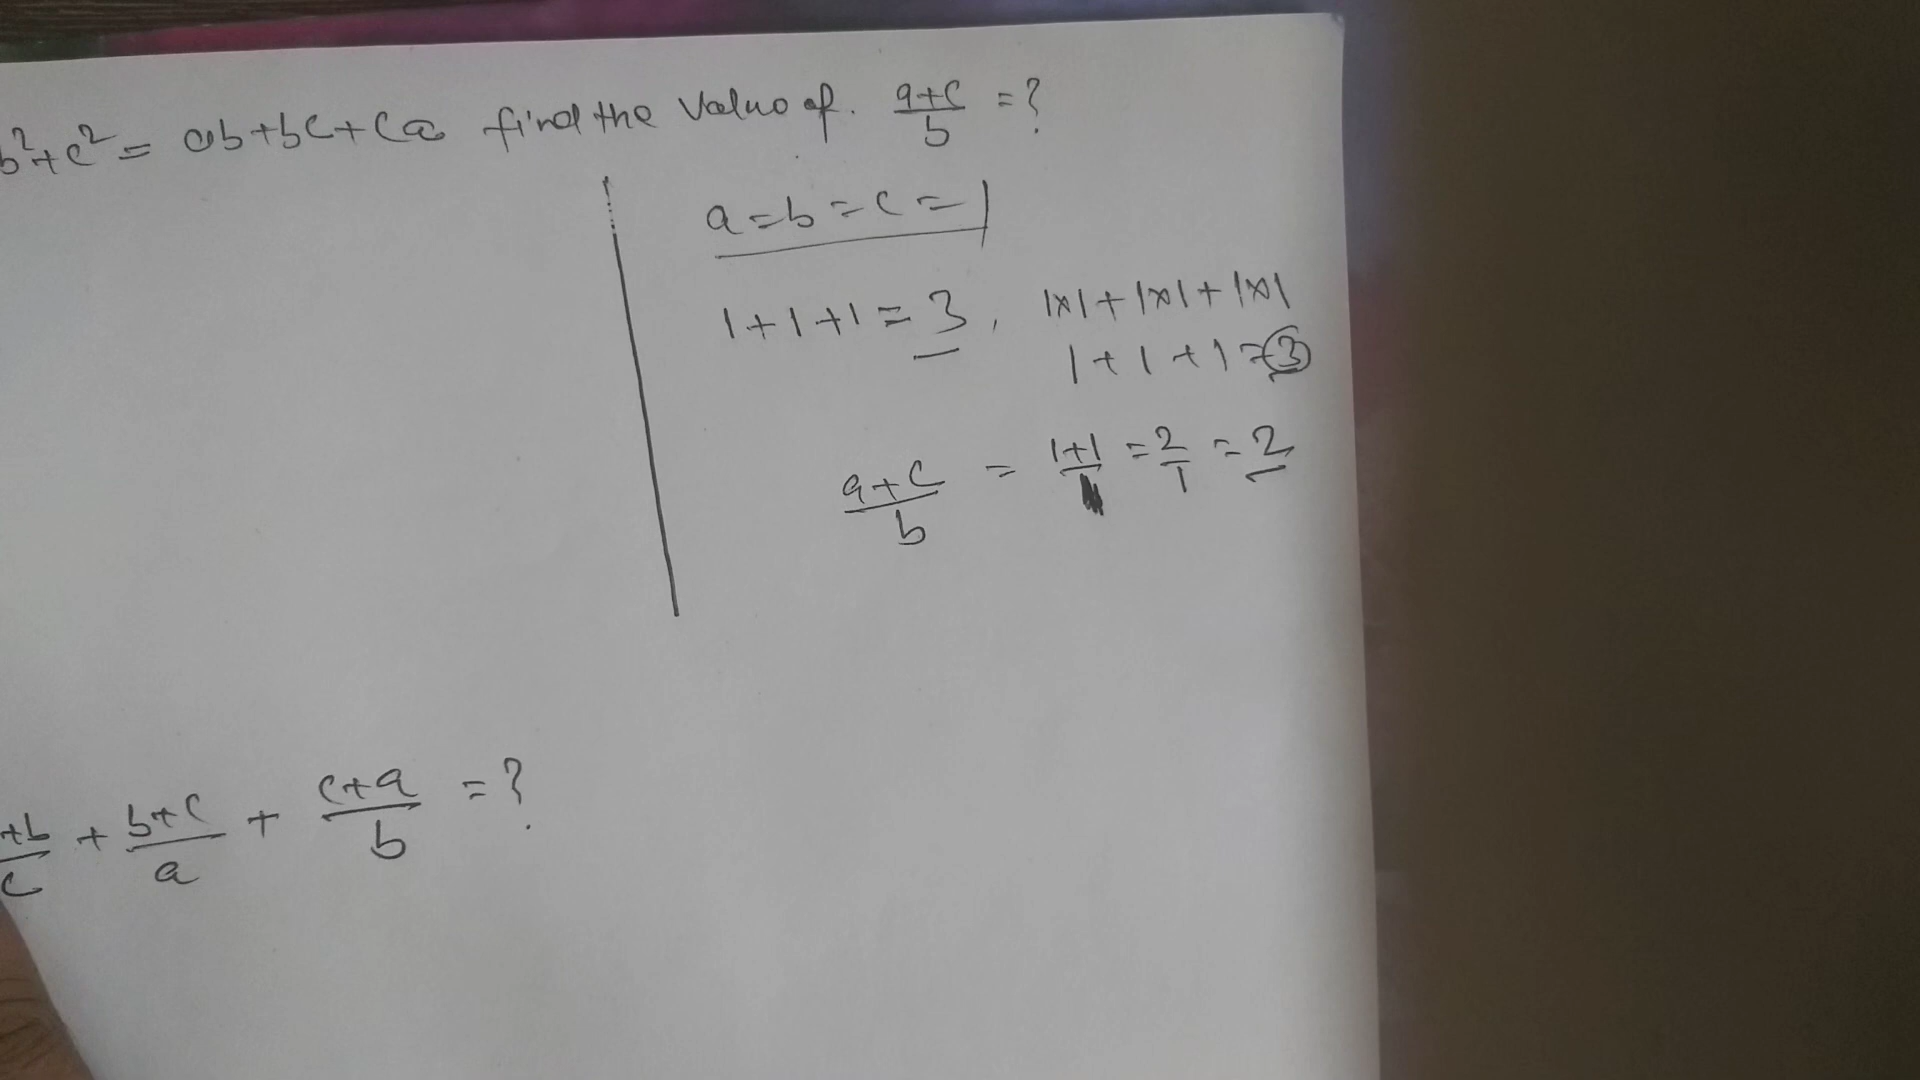 b²+c² = ab+bc+ca find the Value of. a+c/b = ?
a=b=c=1
1+1+1=3, 1×1+1×1+1×1
1+1+1=3
a+c/b = 1+1/1 = 2/1 = 2
+b/c + b+c/a + c+a/b = ?